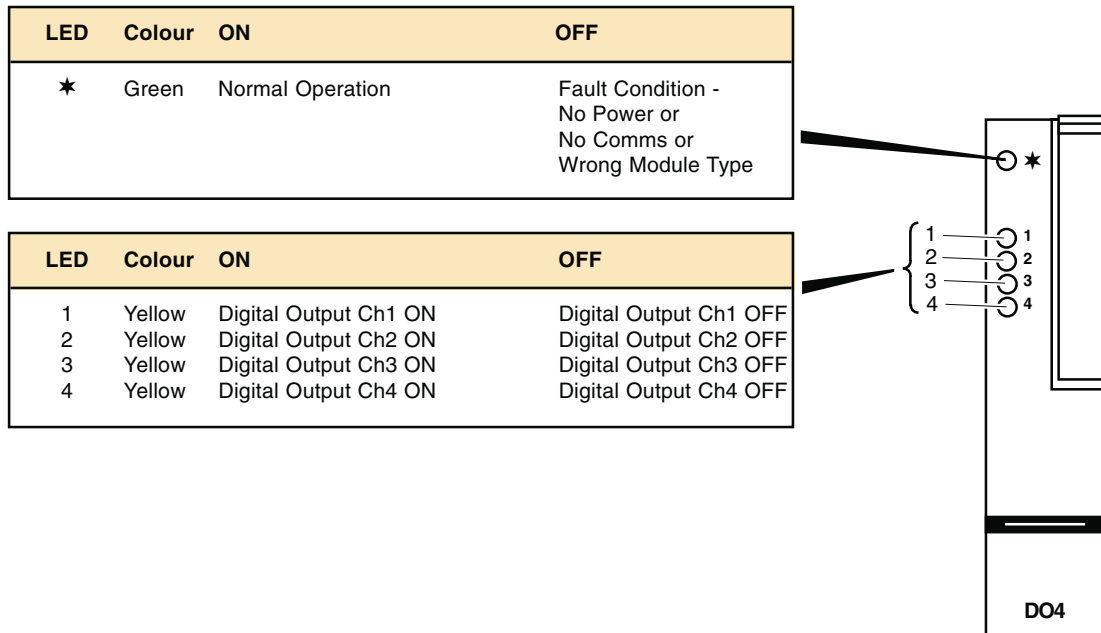 LED Colour ON OFF
✶ Green Normal Operation Fault Condition -
No Power or
No Comms or
Wrong Module Type
✶
LED Colour ON OFF
1 Yellow Digital Output Ch1 ON Digital Output Ch1 OFF
2 Yellow Digital Output Ch2 ON Digital Output Ch2 OFF
3 Yellow Digital Output Ch3 ON Digital Output Ch3 OFF
4 Yellow Digital Output Ch4 ON Digital Output Ch4 OFF
1 1
2 2
3 3
4 4
DO4